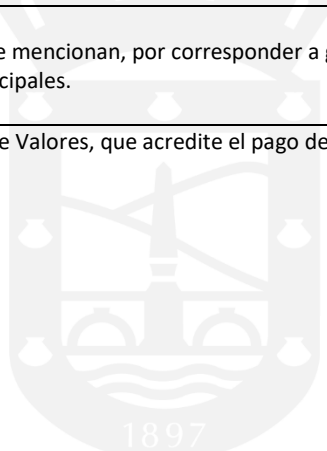 e mencionan, por corresponder a g
cipales.
e Valores, que acredite el pago de
1897